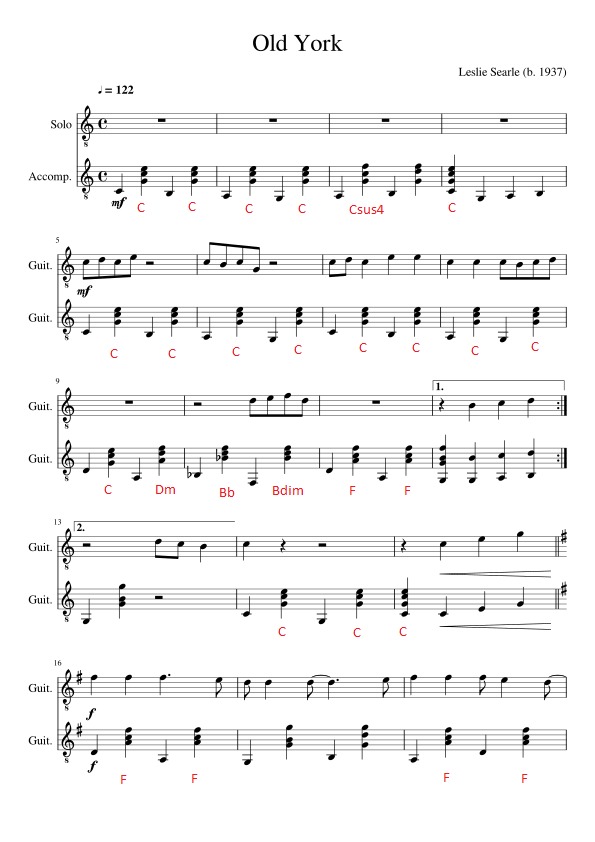 Old York
Leslie Searle (b. 1937)
♩ = 122
Solo
Accomp.
mf
C C C C Csus4 C
5
Guit.
mf
Guit.
C C C C C C C C
9
1.
Guit.
Guit.
C Dm Bb Bdim F F
13
2.
Guit.
Guit.
C C C
16
Guit.
f
Guit.
f
F F F F